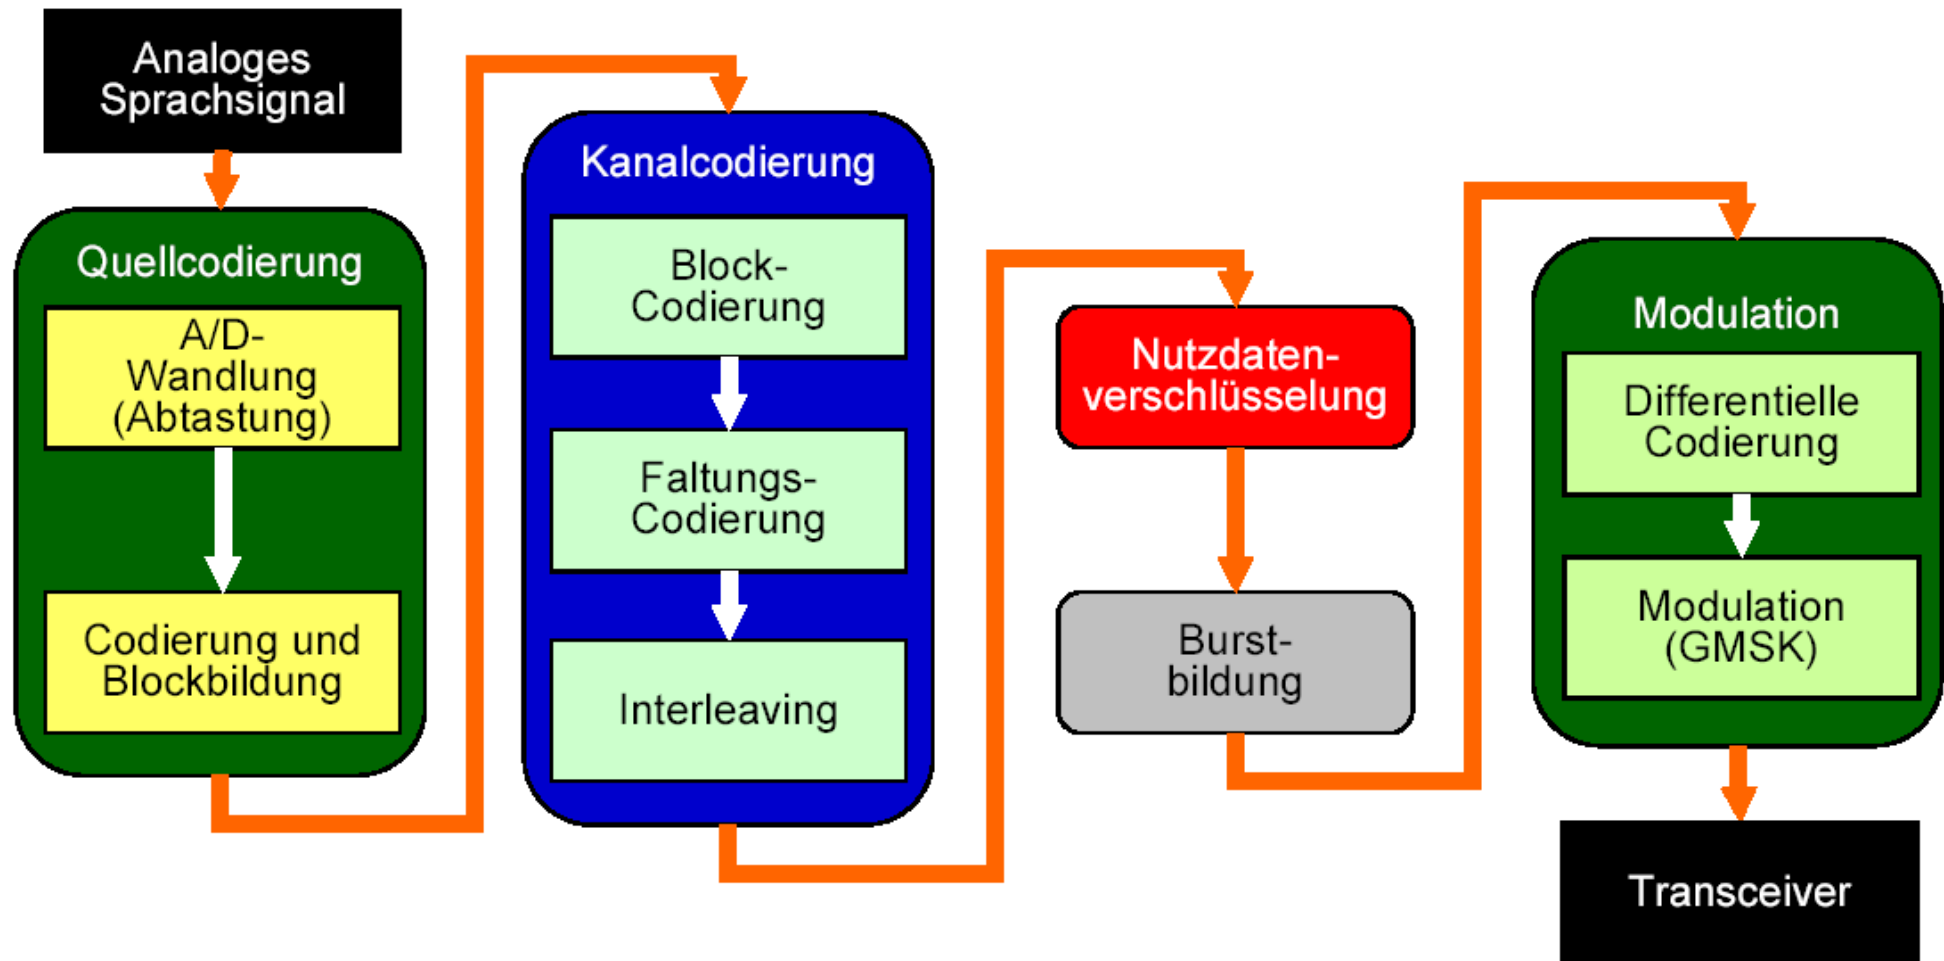 Analoges
Sprachsignal
Quellcodierung
A/D-
Wandlung
(Abtastung)
Codierung und
Blockbildung
Kanalcodierung
Block-
Codierung
Faltungs-
Codierung
Interleaving
Nutzdaten-
verschlüsselung
Burst-
bildung
Modulation
Differentielle
Codierung
Modulation
(GMSK)
Transceiver